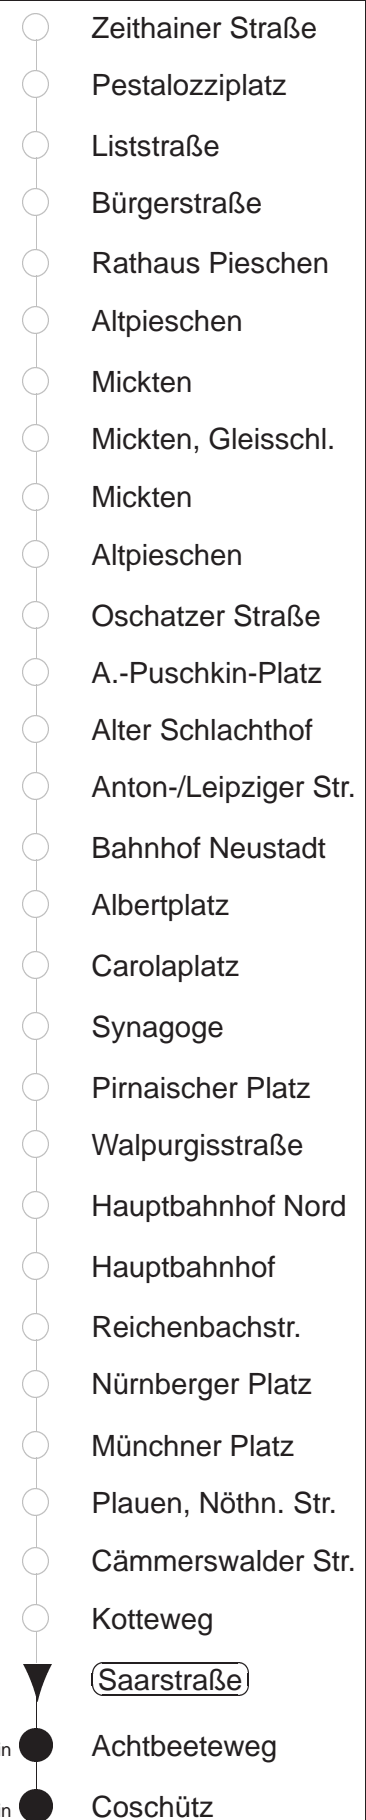 Zeithainer Straße
Pestalozziplatz
Liststraße
Bürgerstraße
Rathaus Pieschen
Altpieschen
Mickten
Mickten, Gleisschl.
Mickten
Altpieschen
Oschatzer Straße
A.-Puschkin-Platz
Alter Schlachthof
Anton-/Leipziger Str.
Bahnhof Neustadt
Albertplatz
Carolaplatz
Synagoge
Pirnaischer Platz
Walpurgisstraße
Hauptbahnhof Nord
Hauptbahnhof
Reichenbachstr.
Nürnberger Platz
Münchner Platz
Plauen, Nöthn. Str.
Cämmerswalder Str.
Kotteweg
Saarstraße
Achtbeeteweg
Coschütz